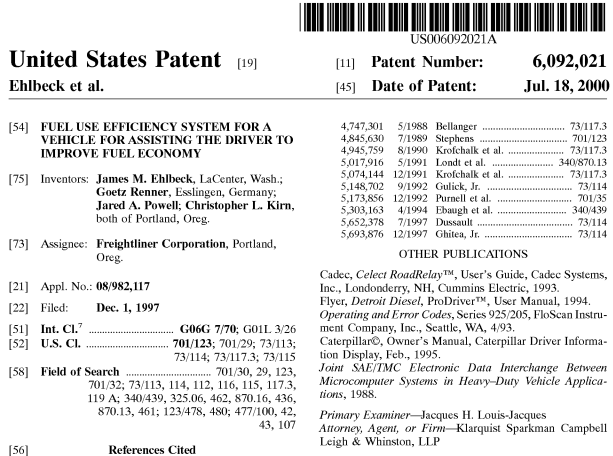 US006092021A
United States Patent [19]
Ehlbeck et al.
[11] Patent Number: 6,092,021
[45] Date of Patent: Jul. 18, 2000
[54] FUEL USE EFFICIENCY SYSTEM FOR A
VEHICLE FOR ASSISTING THE DRIVER TO
IMPROVE FUEL ECONOMY
[75] Inventors: James M. Ehlbeck, LaCenter, Wash.;
Goetz Renner, Esslingen, Germany;
Jared A. Powell; Christopher L. Kirn,
both of Portland, Oreg.
[73] Assignee: Freightliner Corporation, Portland,
Oreg.
[21] Appl. No.: 08/982,117
[22] Filed: Dec. 1, 1997
[51] Int. Cl.7 ................................ G06G 7/70; G01L 3/26
[52] U.S. Cl. .......................... 701/123; 701/29; 73/113;
73/114; 73/117.3; 73/115
[58] Field of Search ........................ 701/30, 29, 123,
701/32; 73/113, 114, 112, 116, 115, 117.3,
119 A; 340/439, 325.06, 462, 870.16, 436,
870.13, 461; 123/478, 480; 477/100, 42,
43, 107
[56] References Cited
4,747,301 5/1988 Bellanger ................................ 73/117.3
4,845,630 7/1989 Stephens ................................ 701/123
4,945,759 8/1990 Krofchalk et al. ...................... 73/117.3
5,017,916 5/1991 Londt et al. ........................ 340/870.13
5,074,144 12/1991 Krofchalk et al. ...................... 73/117.3
5,148,702 9/1992 Gulick, Jr. ................................ 73/114
5,173,856 12/1992 Purnell et al. ........................... 701/35
5,303,163 4/1994 Ebaugh et al. ........................... 340/439
5,652,378 7/1997 Dussault .................................. 73/114
5,693,876 12/1997 Ghitea, Jr. ............................... 73/114
OTHER PUBLICATIONS
Cadec, Celect RoadRelay™, User's Guide, Cadec Systems,
Inc., Londonderry, NH, Cummins Electric, 1993.
Flyer, Detroit Diesel, ProDriver™, User Manual, 1994.
Operating and Error Codes, Series 925/205, FloScan Instru-
ment Company, Inc., Seattle, WA, 4/93.
Caterpillar©, Owner's Manual, Caterpillar Driver Informa-
tion Display, Feb., 1995.
Joint SAE/TMC Electronic Data Interchange Between
Microcomputer Systems in Heavy–Duty Vehicle Applica-
tions, 1988.
Primary Examiner—Jacques H. Louis-Jacques
Attorney, Agent, or Firm—Klarquist Sparkman Campbell
Leigh & Whinston, LLP